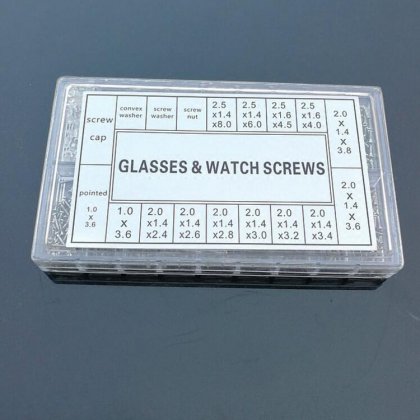 screw
cap
convex
washer
screw
washer
screw
nut
2.5
x1.4
x8.0
2.5
x1.4
x6.0
2.5
x1.6
x4.5
2.5
x1.6
x4.0
2.0
x
1.4
x
3.8
GLASSES & WATCH SCREWS
pointed
1.0
x
3.6
1.0
X
3.6
2.0
x1.4
x2.4
2.0
x1.4
x2.6
2.0
x1.4
x2.8
2.0
x1.4
x3.0
2.0
x1.4
x3.2
2.0
x1.4
x3.4
2.0
x
1.4
x
3.6